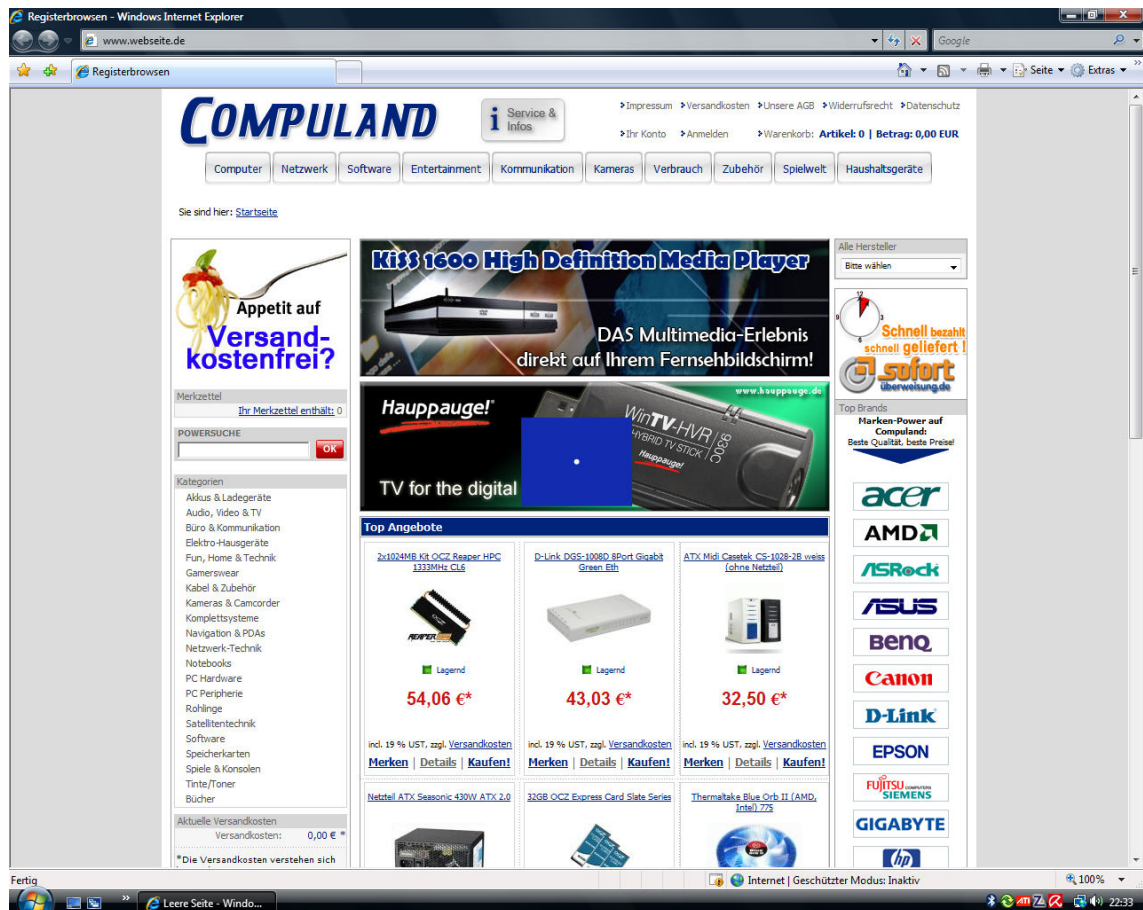 Registerbrowsen - Windows Internet Explorer
www.webseite.de
Google
Registerbrowsen
Seite
Extras
COMPULAND
i Service & Infos
Impressum Versandkosten Unsere AGB Widerrufsrecht Datenschutz
Ihr Konto Anmelden Warenkorb: Artikel: 0 | Betrag: 0,00 EUR
Computer Netzwerk Software Entertainment Kommunikation Kameras Verbrauch Zubehör Spielwelt Haushaltsgeräte
Sie sind hier: Startseite
Appetit auf
Versand-
kostenfrei?
Merkzettel
Ihr Merkzettel enthält: 0
POWERSUCHE
OK
Kategorien
Akkus & Ladegeräte
Audio, Video & TV
Büro & Kommunikation
Elektro-Hausgeräte
Fun, Home & Technik
Gamerswear
Kabel & Zubehör
Kameras & Camcorder
Komplettsysteme
Navigation & PDAs
Netzwerk-Technik
Notebooks
PC Hardware
PC Peripherie
Rohlinge
Satellitentechnik
Software
Speicherkarten
Spiele & Konsolen
Tinte/Toner
Bücher
Aktuelle Versandkosten
Versandkosten: 0,00 € *
*Die Versandkosten verstehen sich
KiSS 1600 High Definition Media Player
DAS Multimedia-Erlebnis
direkt auf Ihrem Fernsehbildschirm!
www.hauppauge.de
Hauppauge!
WinTV-HVR
HYBRID TV STICK
930C
Hauppauge!
TV for the digital
Top Angebote
2x1024MB Kit OCZ Reaper HPC
1333MHz CL6
REAPER
Lagernd
54,06 €*
incl. 19 % UST, zzgl. Versandkosten
Merken | Details | Kaufen!
D-Link DGS-1008D 8Port Gigabit
Green Eth
Lagernd
43,03 €*
incl. 19 % UST, zzgl. Versandkosten
Merken | Details | Kaufen!
ATX Midi Casetek CS-1028-2B weiss
(ohne Netzteil)
Lagernd
32,50 €*
incl. 19 % UST, zzgl. Versandkosten
Merken | Details | Kaufen!
Netzteil ATX Seasonic 430W ATX 2.0
32GB OCZ Express Card Slate Series
Thermaltake Blue Orb II (AMD,
Intel) 775
Alle Hersteller
Bitte wählen
12
3
6
9
Schnell bezahlt
schnell geliefert !
sofort
überweisung.de
Top Brands
Marken-Power auf
Compuland:
Beste Qualität, beste Preise!
acer
AMD
ASRock
ASUS
BenQ
Canon
D-Link
EPSON
FUJITSU COMPUTERS
SIEMENS
GIGABYTE
hp
Fertig
Internet | Geschützter Modus: Inaktiv
100%
Leere Seite - Windo...
ATI
22:33